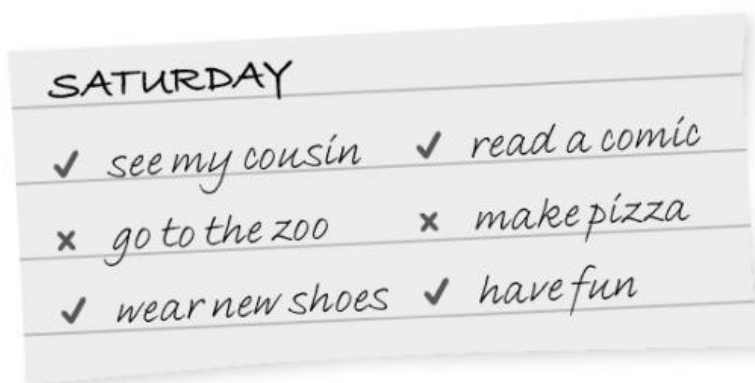 SATURDAY
✓ see my cousin ✓ read a comic
✗ go to the zoo ✗ make pizza
✓ wear new shoes ✓ have fun